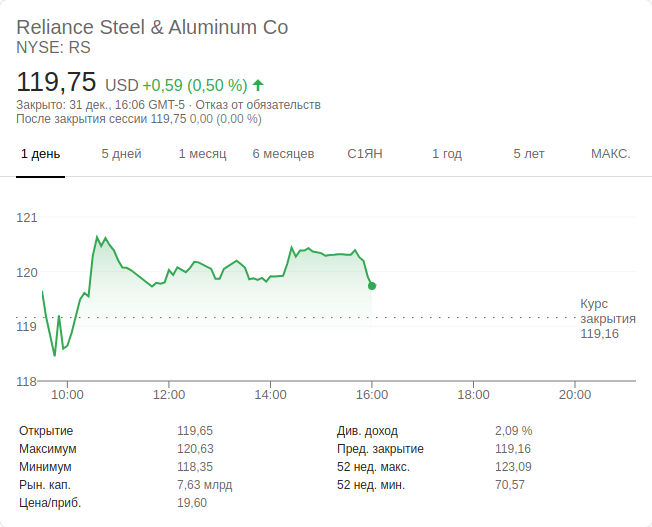 Reliance Steel & Aluminum Co
NYSE: RS
119,75 USD +0,59 (0,50 %)
Закрыто: 31 дек., 16:06 GMT-5 · Отказ от обязательств
После закрытия сессии 119,75 0,00 (0,00 %)
1 день 5 дней 1 месяц 6 месяцев С1ЯН 1 год 5 лет МАКС.
121
120
Курс
закрытия
119
119,16
118
10:00 12:00 14:00 16:00 18:00 20:00
Открытие 119,65 Див. доход 2,09 %
Максимум 120,63 Пред. закрытие 119,16
Минимум 118,35 52 нед. макс. 123,09
Рын. кап. 7,63 млрд 52 нед. мин. 70,57
Цена/приб. 19,60